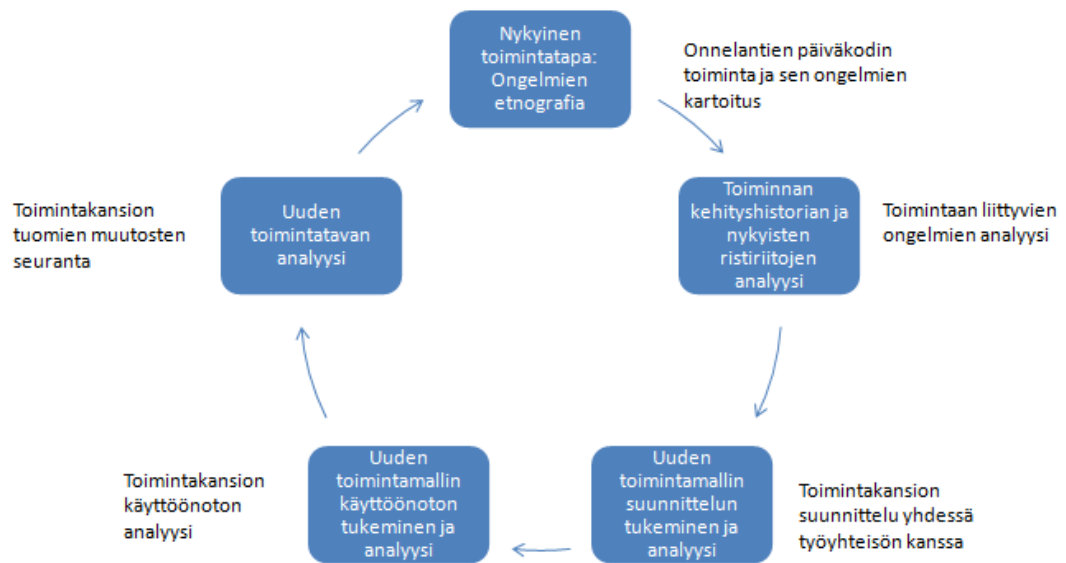 Nykyinen
toimintatapa:
Ongelmien
etnografia
Onnelantien päiväkodin
toiminta ja sen ongelmien
kartoitus
Toiminnan
kehityshistorian ja
nykyisten
ristiriitojen
analyysi
Toimintaan liittyvien
ongelmien analyysi
Uuden
toimintamallin
suunnittelun
tukeminen ja
analyysi
Toimintakansion
suunnittelu yhdessä
työyhteisön kanssa
Uuden
toimintamallin
käyttöönoton
tukeminen ja
analyysi
Toimintakansion
käyttöönoton
analyysi
Uuden
toimintatavan
analyysi
Toimintakansion
tuomien muutosten
seuranta